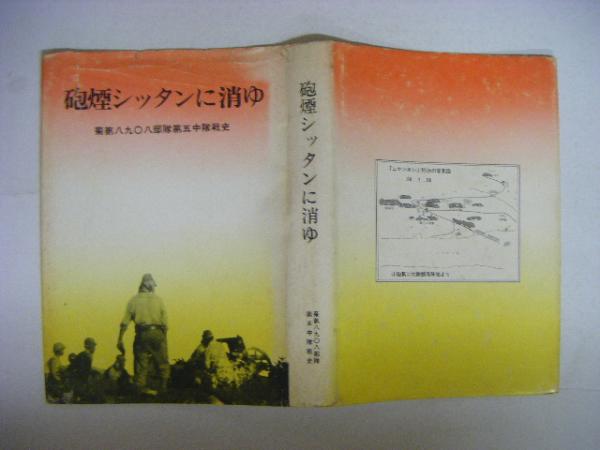 砲煙シッタンに消ゆ
菊第八九〇八部隊第五中隊戦史
砲煙シッタンに消ゆ
菊第八九〇八部隊
第五中隊戦史